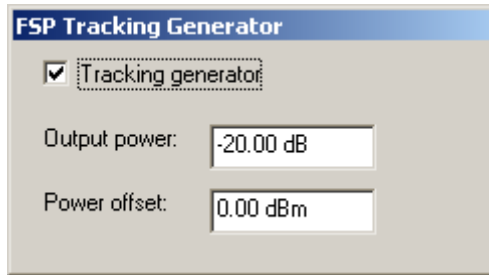 FSP Tracking Generator
Tracking generator
Output power: -20.00 dB
Power offset: 0.00 dBm